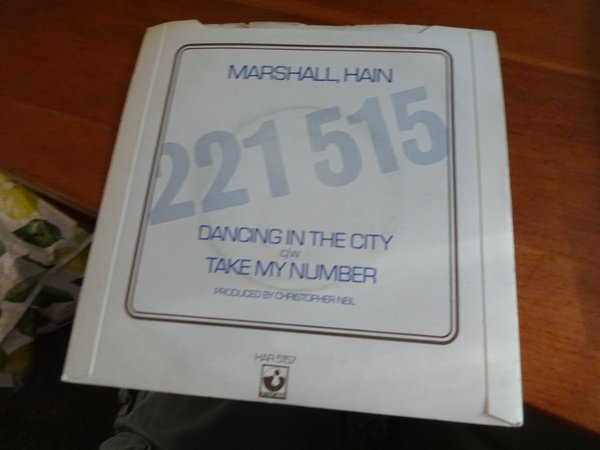 MARSHALL, HAIN
221 515
DANCING IN THE CITY
C/W
TAKE MY NUMBER
PRODUCED BY CHRISTOPHER NEIL
HAR 5157